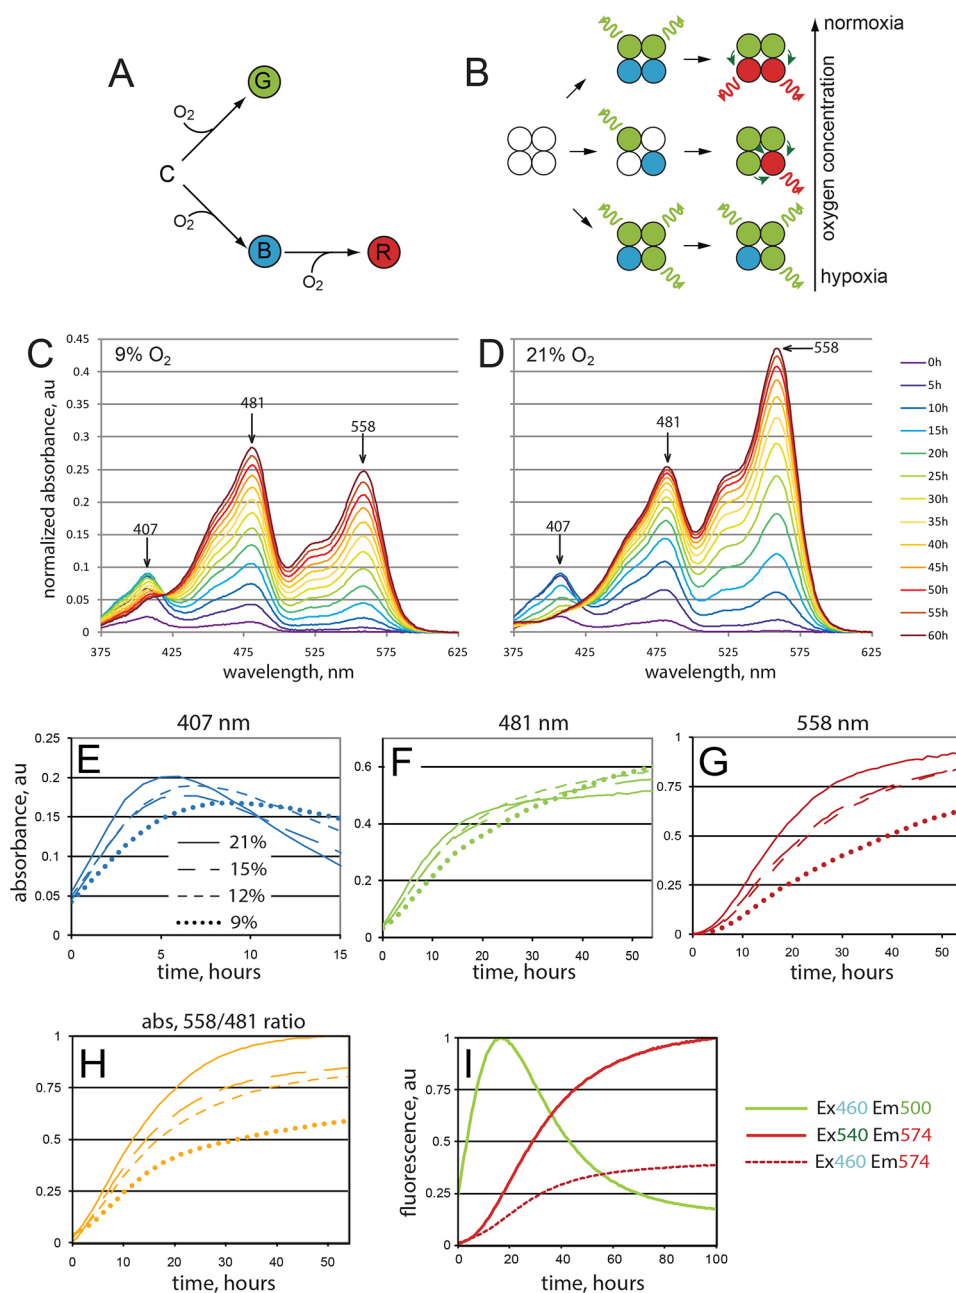 A
G
O2
C
O2
B
R
O2
B
normoxia
oxygen concentration
hypoxia
C
9% O2
normalized absorbance, au
0.45
0.4
0.35
0.3
0.25
0.2
0.15
0.1
0.05
0
407
481
558
375
425
475
525
575
625
wavelength, nm
D
21% O2
407
481
558
375
425
475
525
575
625
wavelength, nm
0h
5h
10h
15h
20h
25h
30h
35h
40h
45h
50h
55h
60h
407 nm
E
absorbance, au
0.25
0.2
0.15
0.1
0.05
0
21%
15%
12%
9%
0
5
10
15
time, hours
481 nm
F
0.6
0.4
0.2
0
0
10
20
30
40
50
time, hours
558 nm
G
1
0.75
0.5
0.25
0
0
10
20
30
40
50
time, hours
abs, 558/481 ratio
H
1
0.75
0.5
0.25
0
0
10
20
30
40
50
time, hours
I
fluorescence, au
1
0.75
0.5
0.25
0
0
20
40
60
80
100
time, hours
Ex460 Em500
Ex540 Em574
Ex460 Em574